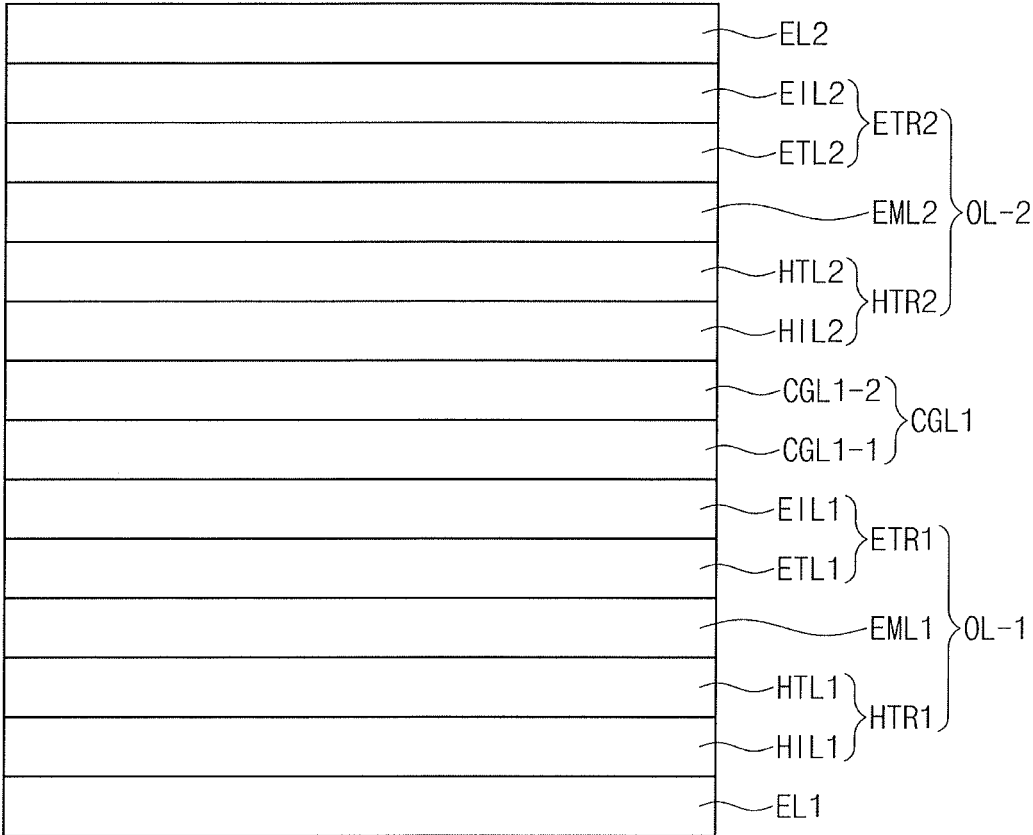 EL2
EIL2
ETR2
ETL2
EML2
OL-2
HTL2
HTR2
HIL2
CGL1-2
CGL1
CGL1-1
EIL1
ETR1
ETL1
EML1
OL-1
HTL1
HTR1
HIL1
EL1